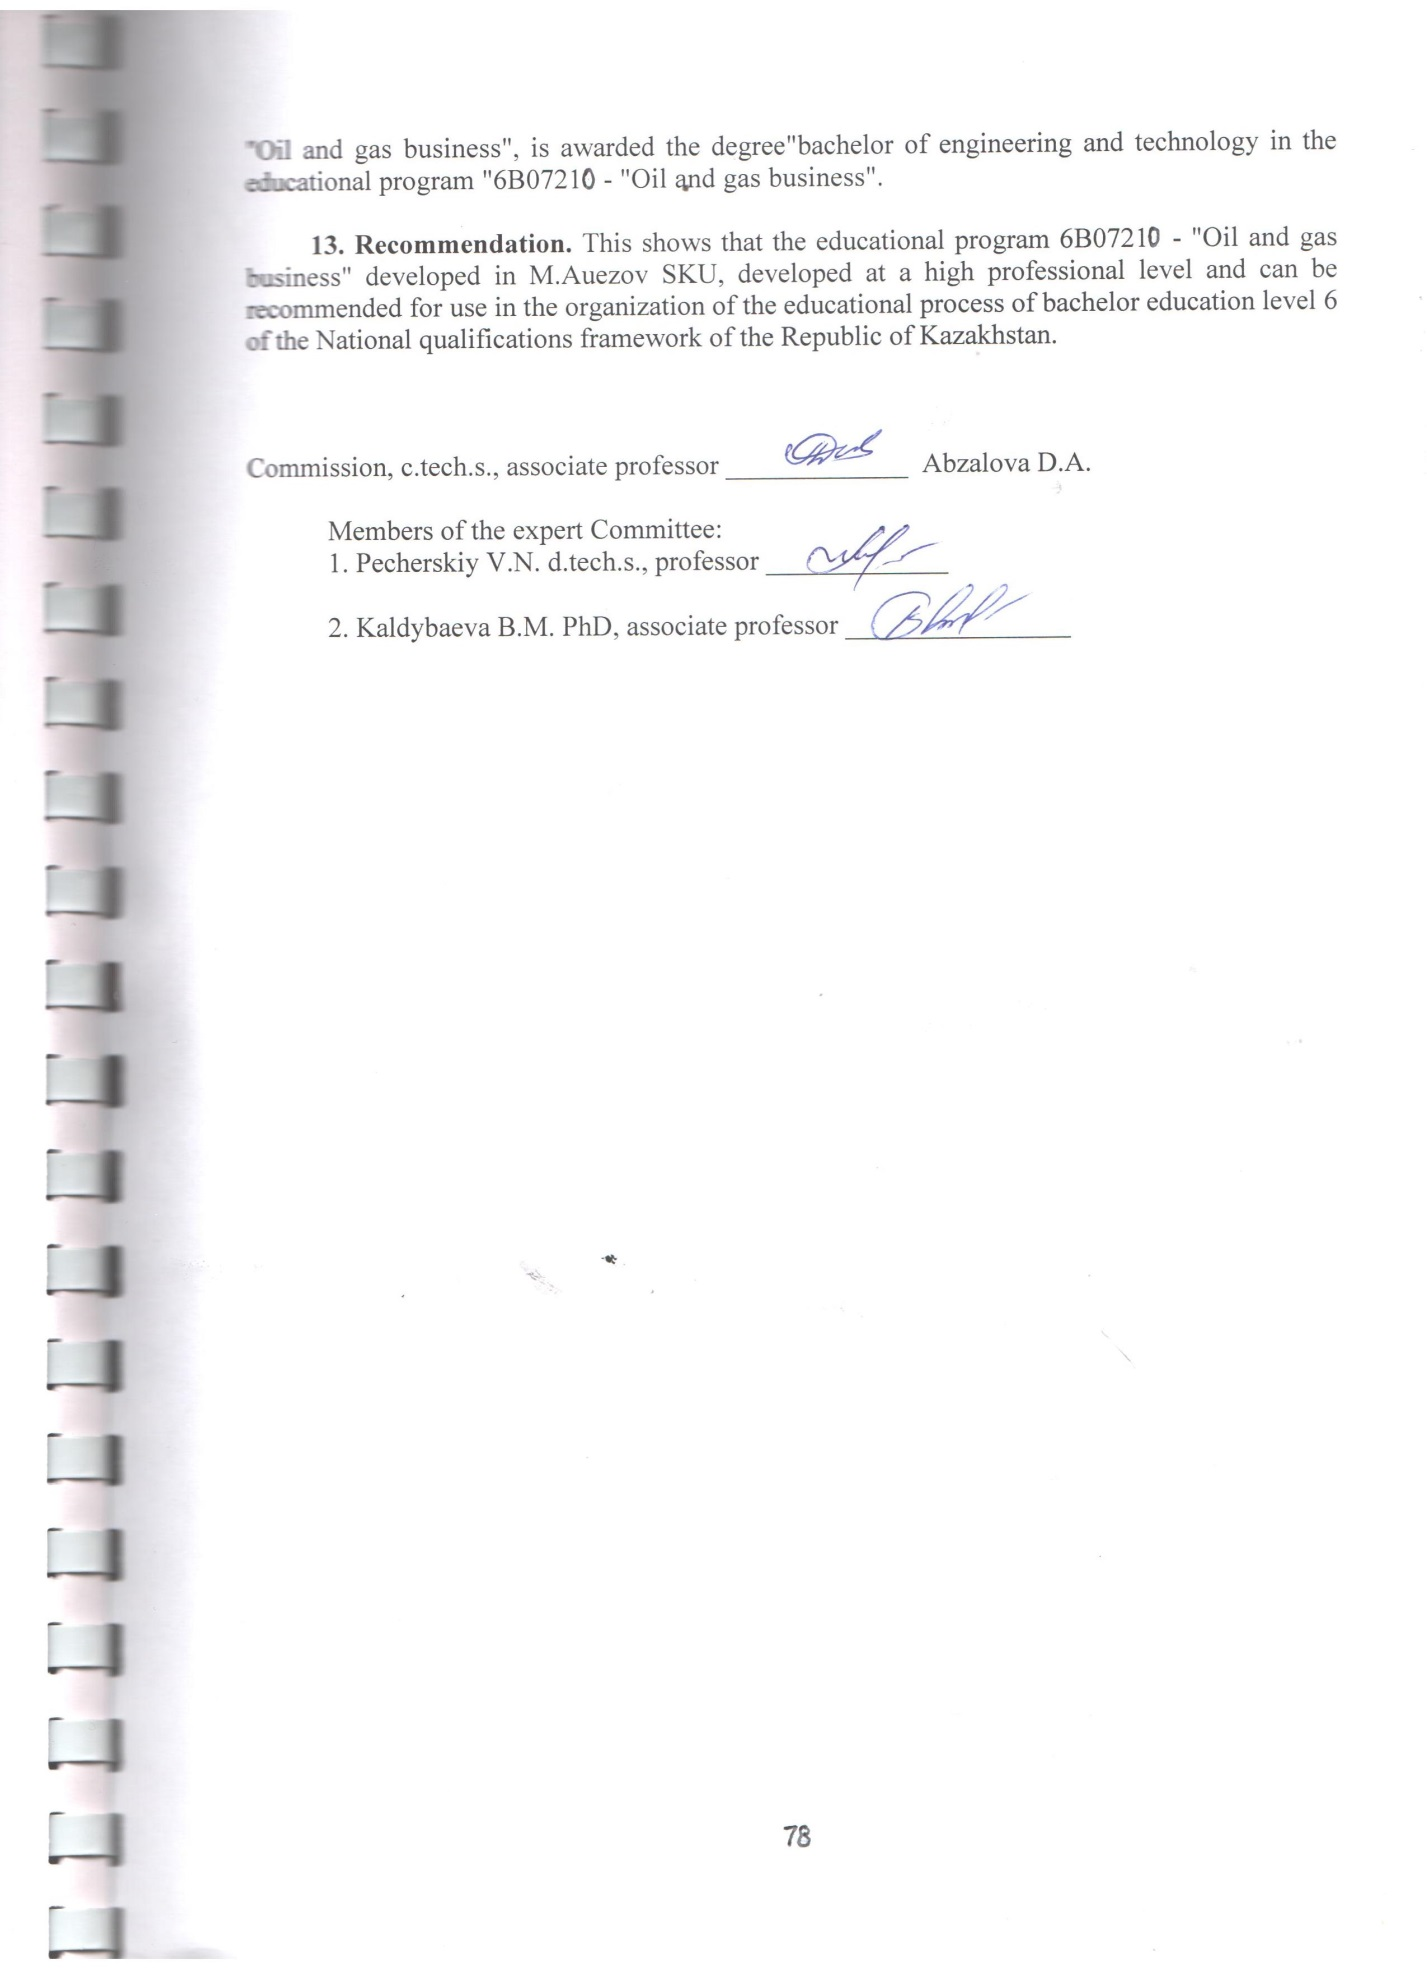 "Oil and gas business", is awarded the degree"bachelor of engineering and technology in the
educational program "6B07210 - "Oil and gas business".
13. Recommendation. This shows that the educational program 6B07210 - "Oil and gas
business" developed in M.Auezov SKU, developed at a high professional level and can be
recommended for use in the organization of the educational process of bachelor education level 6
of the National qualifications framework of the Republic of Kazakhstan.
Commission, c.tech.s., associate professor ______________ Abzalova D.A.
Members of the expert Committee:
1. Pecherskiy V.N. d.tech.s., professor ______________
2. Kaldybaeva B.M. PhD, associate professor _________________
78